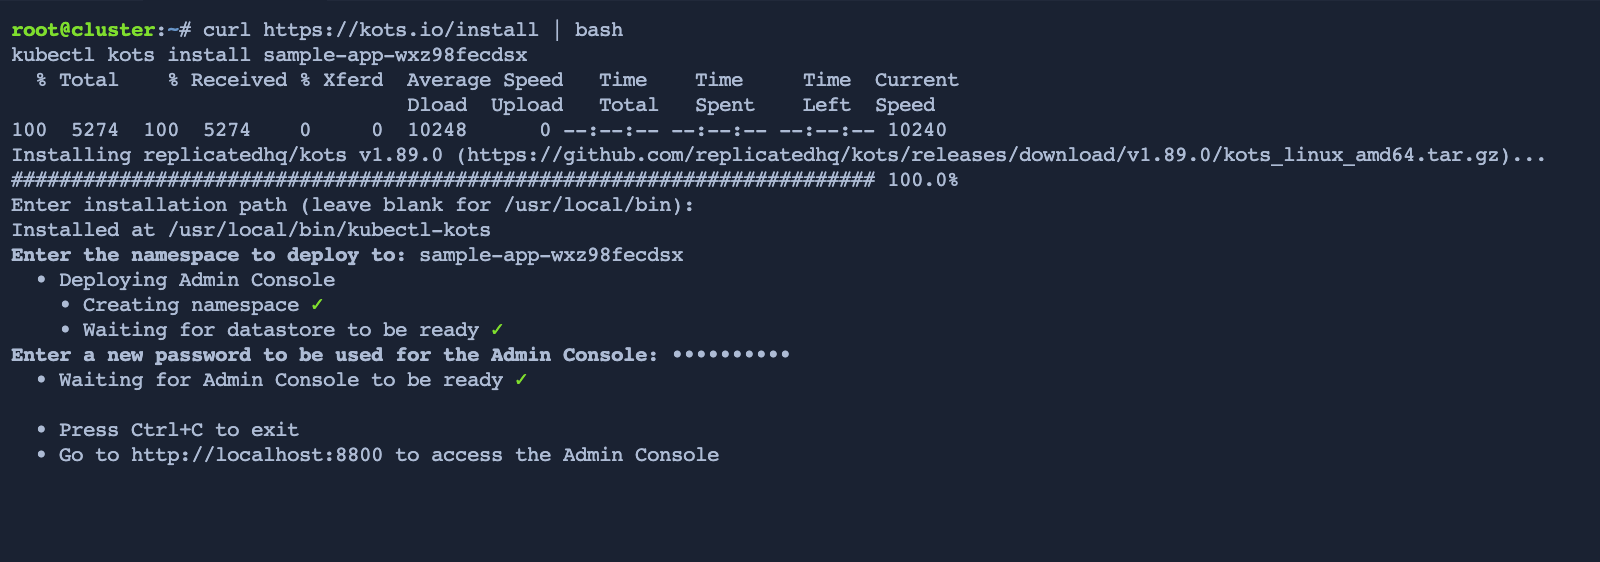 root@cluster:~# curl https://kots.io/install | bash
kubectl kots install sample-app-wxz98fecdsx
  % Total    % Received % Xferd  Average Speed   Time    Time     Time  Current
                                 Dload  Upload   Total   Spent    Left  Speed
100  5274  100  5274    0     0  10248      0 --:--:-- --:--:-- --:--:-- 10240
Installing replicatedhq/kots v1.89.0 (https://github.com/replicatedhq/kots/releases/download/v1.89.0/kots_linux_amd64.tar.gz)...
######################################################################## 100.0%
Enter installation path (leave blank for /usr/local/bin):
Installed at /usr/local/bin/kubectl-kots
Enter the namespace to deploy to: sample-app-wxz98fecdsx
  • Deploying Admin Console
    • Creating namespace ✓
    • Waiting for datastore to be ready ✓
Enter a new password to be used for the Admin Console: ••••••••••
  • Waiting for Admin Console to be ready ✓
  • Press Ctrl+C to exit
  • Go to http://localhost:8800 to access the Admin Console